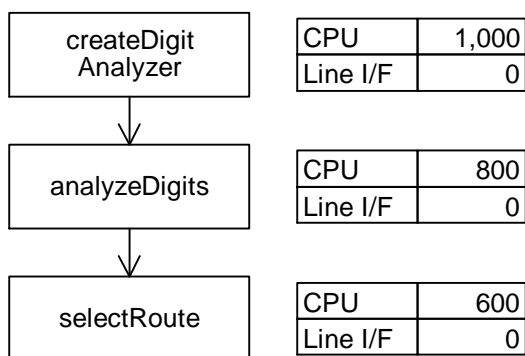 createDigit
Analyzer
CPU 1,000
Line I/F 0
analyzeDigits
CPU 800
Line I/F 0
selectRoute
CPU 600
Line I/F 0